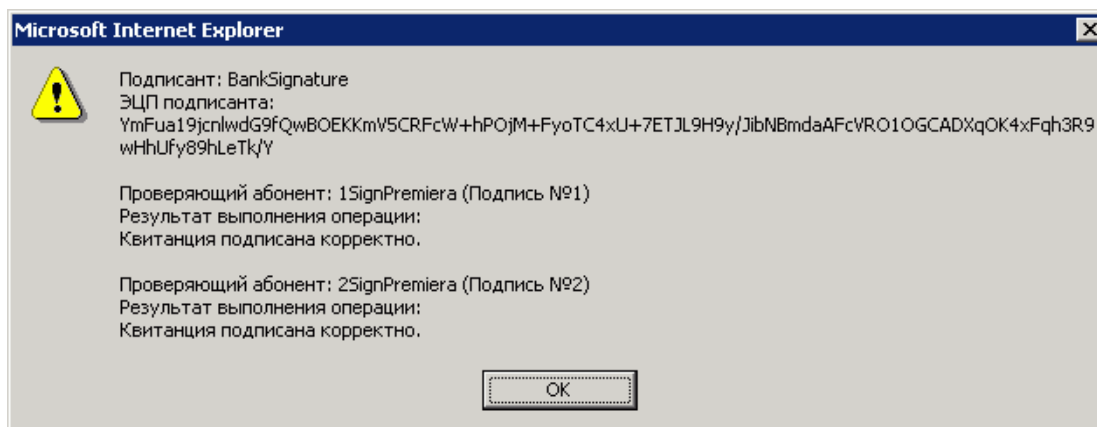 Microsoft Internet Explorer
Подписант: BankSignature
ЭЦП подписанта:
YmFua19jcnlwdG9fQwBOEKKmV5CRFcW+hPOjM+FyoTC4xU+7ETJL9H9y/JibNBmdaAFcVRO1OGCADXqOK4xFqh3R9
wHhUfy89hLeTk/Y
Проверяющий абонент: 1SignPremiera (Подпись №1)
Результат выполнения операции:
Квитанция подписана корректно.
Проверяющий абонент: 2SignPremiera (Подпись №2)
Результат выполнения операции:
Квитанция подписана корректно.
OK